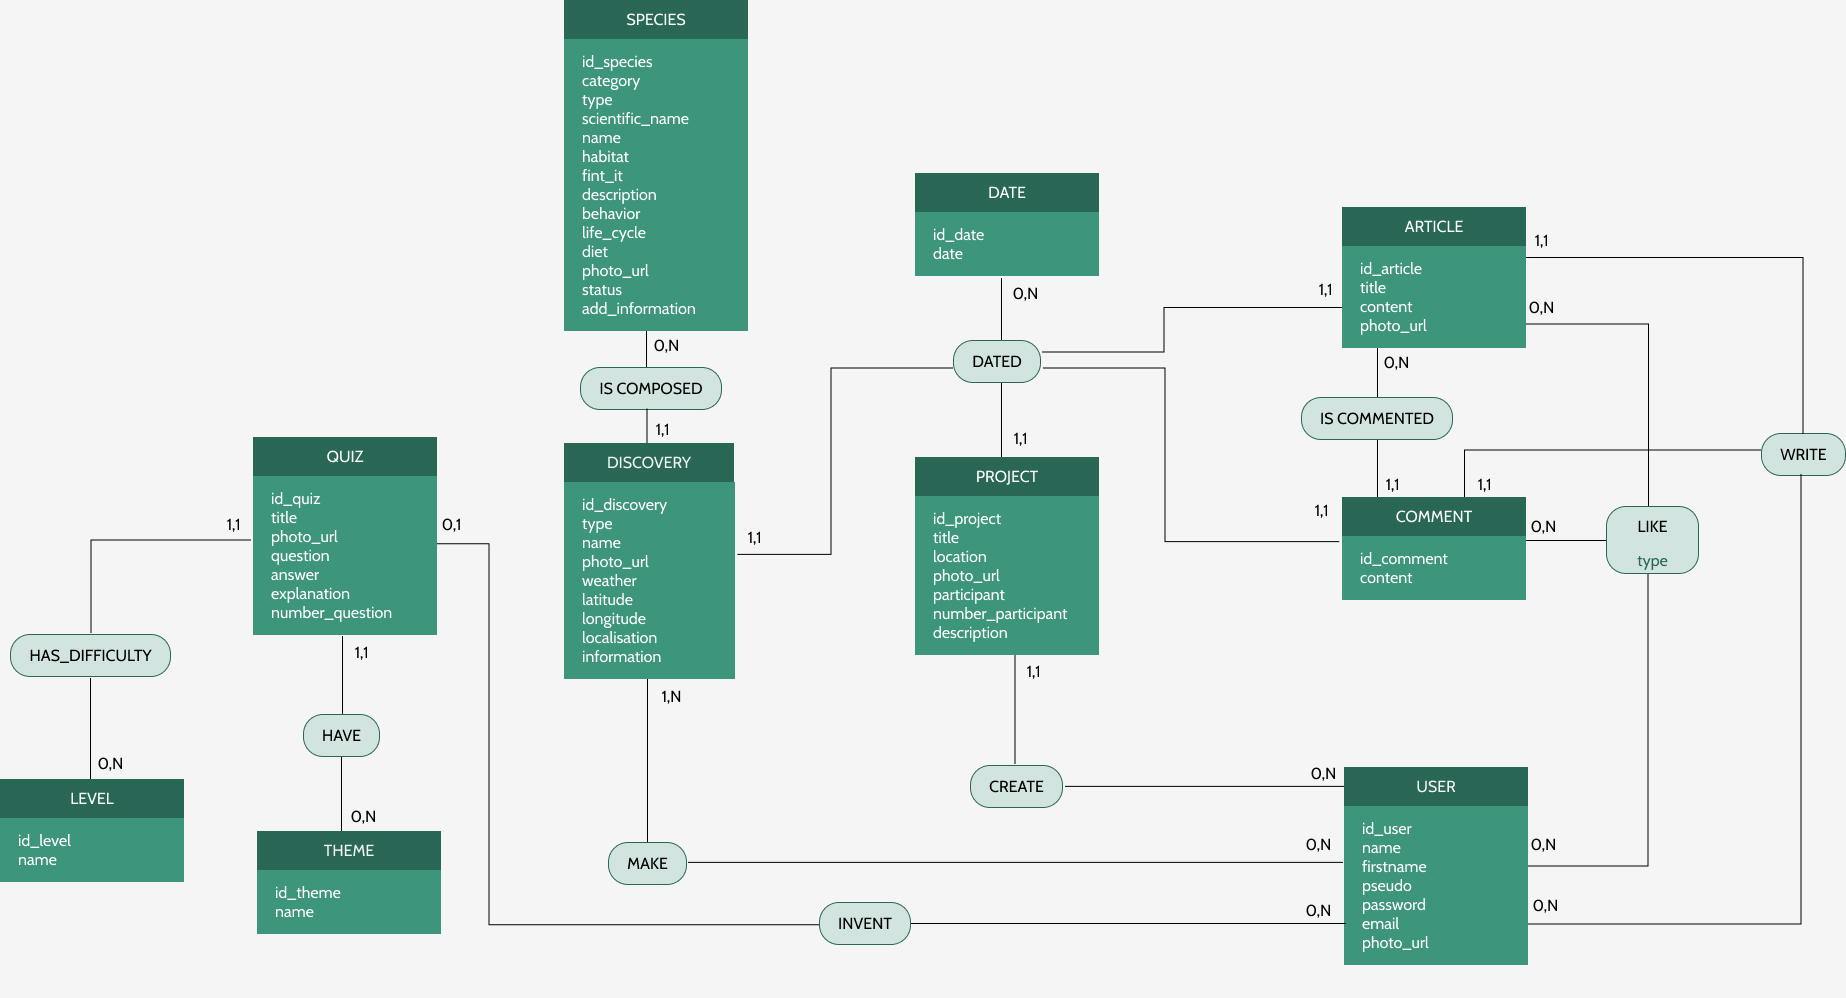 SPECIES
id_species
category
type
scientific_name
name
habitat
fint_it
description
behavior
life_cycle
diet
photo_url
status
add_information
0,N
IS COMPOSED
1,1
DISCOVERY
id_discovery
type
name
photo_url
weather
latitude
longitude
localisation
information
1,1
1,N
MAKE
0,N
DATE
id_date
date
0,N
DATED
1,1
PROJECT
id_project
title
location
photo_url
participant
number_participant
description
1,1
CREATE
0,N
ARTICLE
id_article
title
content
photo_url
1,1
1,1
0,N
0,N
IS COMMENTED
1,1
1,1
1,1
COMMENT
id_comment
content
0,N
LIKE
type
WRITE
QUIZ
id_quiz
title
photo_url
question
answer
explanation
number_question
1,1
0,1
HAS_DIFFICULTY
0,N
LEVEL
id_level
name
1,1
HAVE
0,N
THEME
id_theme
name
INVENT
0,N
USER
id_user
name
firstname
pseudo
password
email
photo_url
0,N
0,N